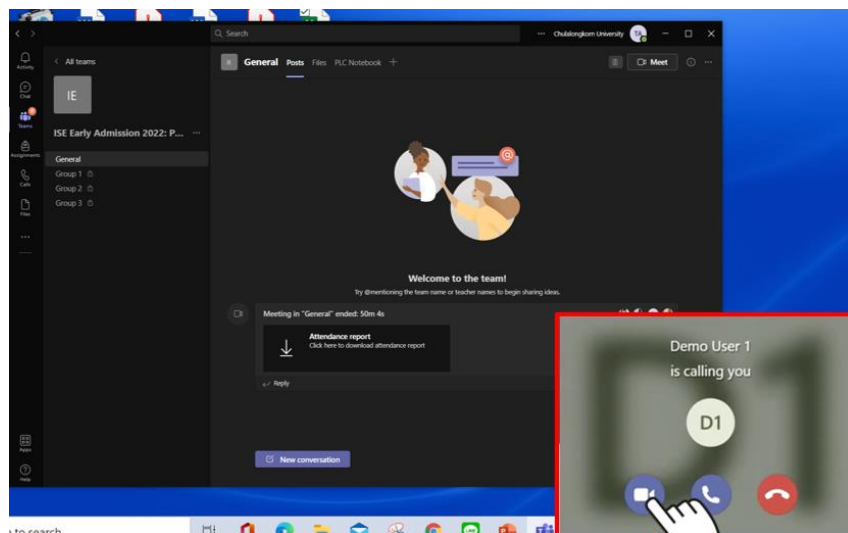 Search
Chulalongkorn University
TA
Activity
Chat
Teams
Assignments
Calls
Files
Apps
Help
All teams
IE
ISE Early Admission 2022: P...
General
Group 1
Group 2
Group 3
General Posts Files PLC Notebook
Meet
@
Welcome to the team!
Try @mentioning the team name or teacher names to begin sharing ideas.
Meeting in "General" ended: 50m 4s
Attendance report
Click here to download attendance report
Reply
New conversation
Demo User 1
is calling you
D1
D1
to search